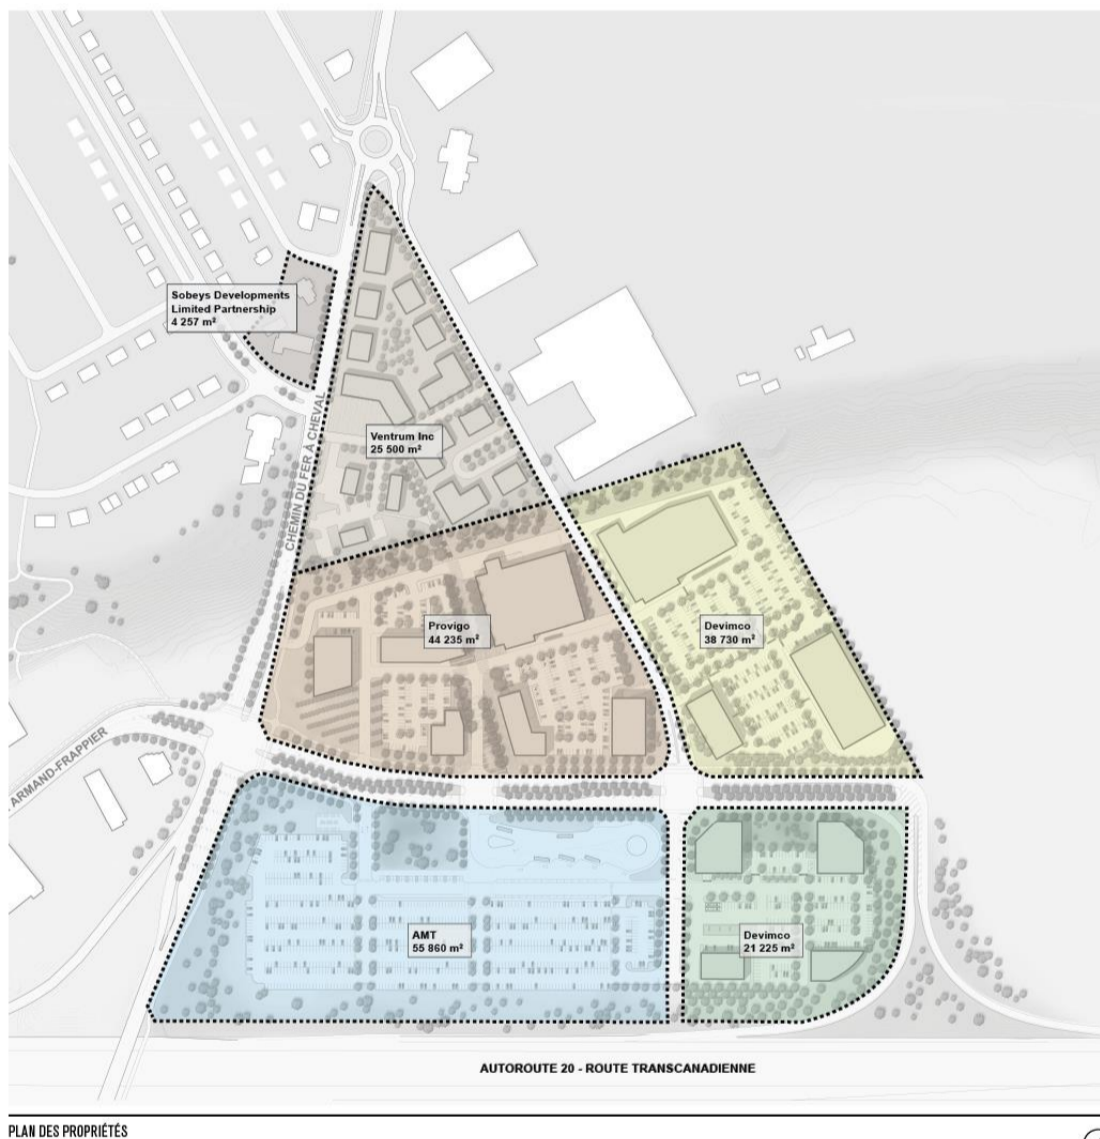 Sobeys Developments
Limited Partnership
4 257 m²
CHEMIN DU FER À CHEVAL
Ventrum Inc
25 500 m²
Provigo
44 235 m²
Devimco
38 730 m²
ARMAND-FRAPPIER
AMT
55 860 m²
Devimco
21 225 m²
AUTOROUTE 20 - ROUTE TRANSCANADIENNE
PLAN DES PROPRIÉTÉS